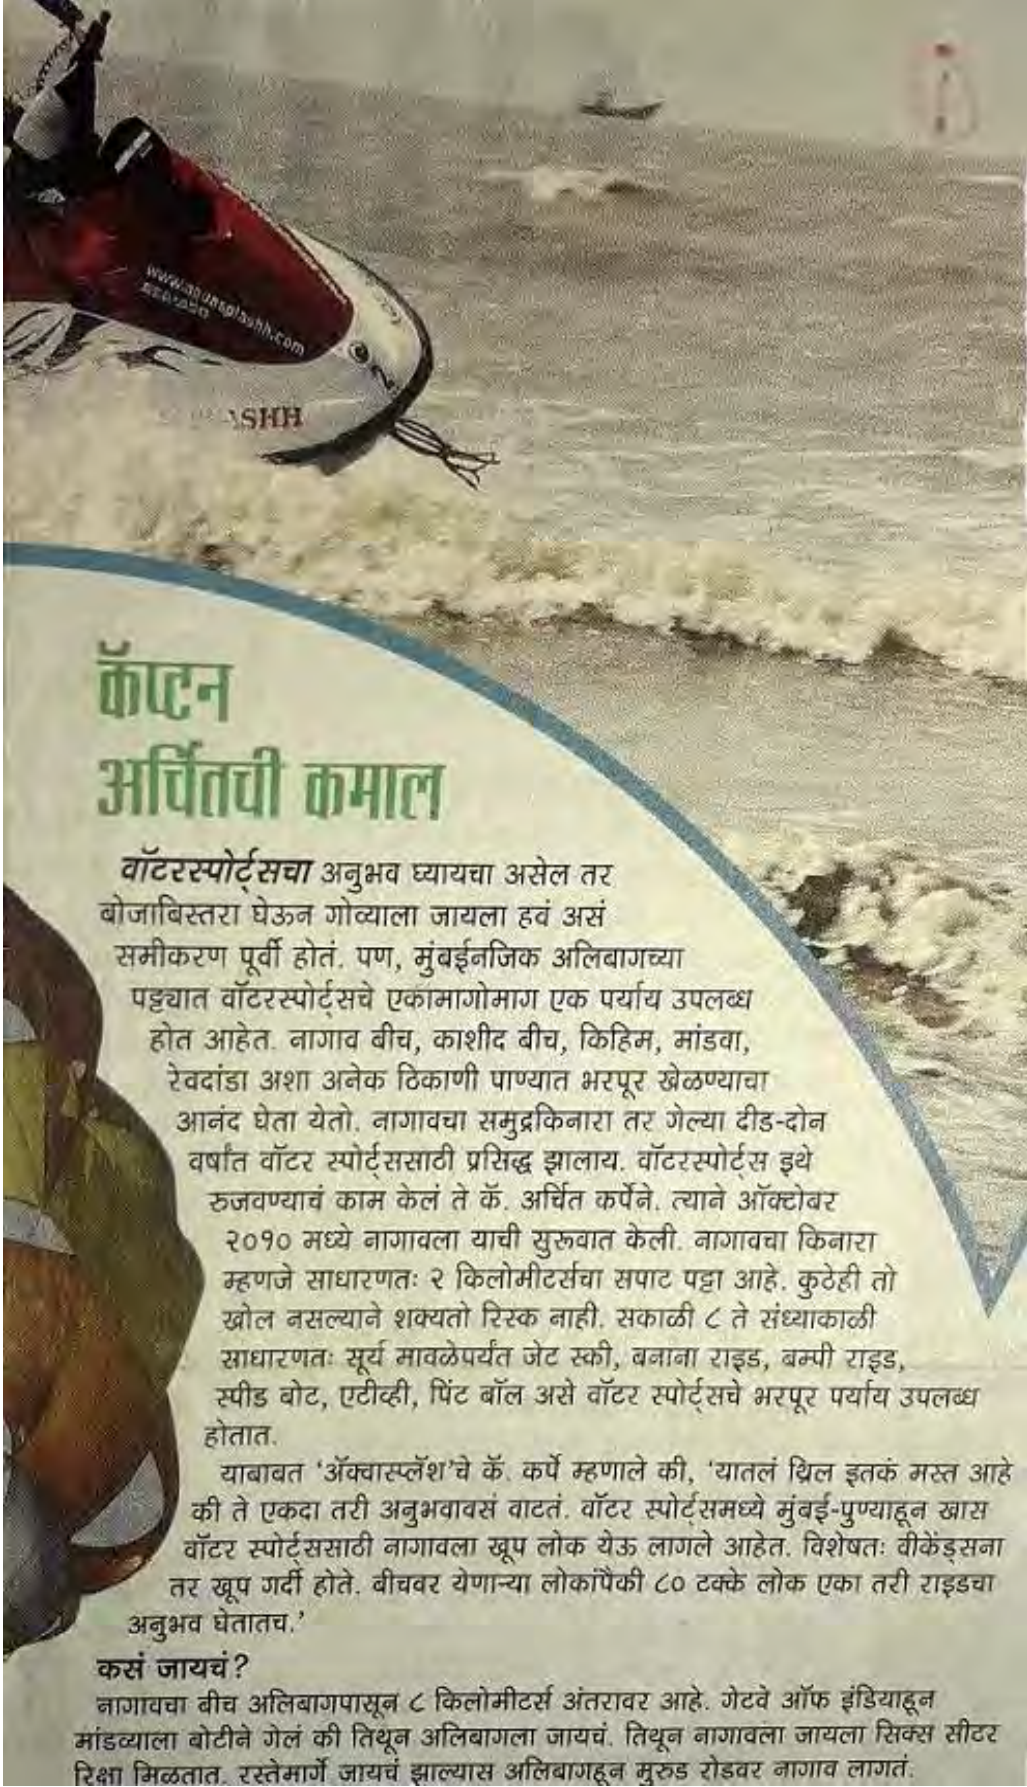 www.aquasplashh.com
ASHH
कॅप्टन
अर्चितची कमाल
वॉटरस्पोर्ट्सचा अनुभव घ्यायचा असेल तर
बोजाबिस्तरा घेऊन गोव्याला जायला हवं असं
समीकरण पूर्वी होतं. पण, मुंबईनजिक अलिबागच्या
पट्ट्यात वॉटरस्पोर्ट्सचे एकामागोमाग एक पर्याय उपलब्ध
होत आहेत. नागाव बीच, काशीद बीच, किहिम, मांडवा,
रेवदांडा अशा अनेक ठिकाणी पाण्यात भरपूर खेळण्याचा
आनंद घेता येतो. नागावचा समुद्रकिनारा तर गेल्या दीड-दोन
वर्षांत वॉटर स्पोर्ट्ससाठी प्रसिद्ध झालाय. वॉटरस्पोर्ट्स इथे
रुजवण्याचं काम केलं ते कॅ. अर्चित कर्पेने. त्याने ऑक्टोबर
२०१० मध्ये नागावला याची सुरूवात केली. नागावचा किनारा
म्हणजे साधारणतः २ किलोमीटर्सचा सपाट पट्टा आहे. कुठेही तो
खोल नसल्याने शक्यतो रिस्क नाही. सकाळी ८ ते संध्याकाळी
साधारणतः सूर्य मावळेपर्यंत जेट स्की, बनाना राइड, बम्पी राइड,
स्पीड बोट, एटीव्ही, पिंट बॉल असे वॉटर स्पोर्ट्सचे भरपूर पर्याय उपलब्ध
होतात.
याबाबत ‘ॲक्वास्प्लॅश’चे कॅ. कर्पे म्हणाले की, ‘यातलं थ्रिल इतकं मस्त आहे
की ते एकदा तरी अनुभवावसं वाटतं. वॉटर स्पोर्ट्समध्ये मुंबई-पुण्याहून खास
वॉटर स्पोर्ट्ससाठी नागावला खूप लोक येऊ लागले आहेत. विशेषतः वीकेंड्सना
तर खूप गर्दी होते. बीचवर येणाऱ्या लोकांपैकी ८० टक्के लोक एका तरी राइडचा
अनुभव घेतातच.’
कसं जायचं?
नागावचा बीच अलिबागपासून ८ किलोमीटर्स अंतरावर आहे. गेटवे ऑफ इंडियाहून
मांडव्याला बोटीने गेलं की तिथून अलिबागला जायचं. तिथून नागावला जायला सिक्स सीटर
रिक्षा मिळतात. रस्तेमार्गे जायचं झाल्यास अलिबागहून मुरुड रोडवर नागाव लागतं.